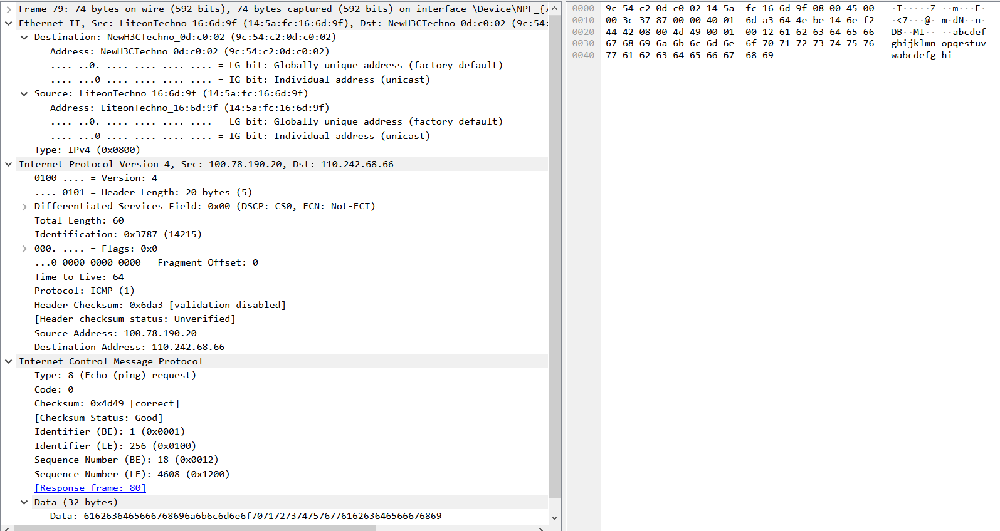 Frame 79: 74 bytes on wire (592 bits), 74 bytes captured (592 bits) on interface \Device\NPF_{7
Ethernet II, Src: LiteonTechno_16:6d:9f (14:5a:fc:16:6d:9f), Dst: NewH3CTechno_0d:c0:02 (9c:54:
Destination: NewH3CTechno_0d:c0:02 (9c:54:c2:0d:c0:02)
Address: NewH3CTechno_0d:c0:02 (9c:54:c2:0d:c0:02)
.... ..0. .... .... .... .... = LG bit: Globally unique address (factory default)
.... ...0 .... .... .... .... = IG bit: Individual address (unicast)
Source: LiteonTechno_16:6d:9f (14:5a:fc:16:6d:9f)
Address: LiteonTechno_16:6d:9f (14:5a:fc:16:6d:9f)
.... ..0. .... .... .... .... = LG bit: Globally unique address (factory default)
.... ...0 .... .... .... .... = IG bit: Individual address (unicast)
Type: IPv4 (0x0800)
Internet Protocol Version 4, Src: 100.78.190.20, Dst: 110.242.68.66
0100 .... = Version: 4
.... 0101 = Header Length: 20 bytes (5)
Differentiated Services Field: 0x00 (DSCP: CS0, ECN: Not-ECT)
Total Length: 60
Identification: 0x3787 (14215)
000. .... = Flags: 0x0
...0 0000 0000 0000 = Fragment Offset: 0
Time to Live: 64
Protocol: ICMP (1)
Header Checksum: 0x6da3 [validation disabled]
[Header checksum status: Unverified]
Source Address: 100.78.190.20
Destination Address: 110.242.68.66
Internet Control Message Protocol
Type: 8 (Echo (ping) request)
Code: 0
Checksum: 0x4d49 [correct]
[Checksum Status: Good]
Identifier (BE): 1 (0x0001)
Identifier (LE): 256 (0x0100)
Sequence Number (BE): 18 (0x0012)
Sequence Number (LE): 4608 (0x1200)
[Response frame: 80]
Data (32 bytes)
Data: 6162636465666768696a6b6c6d6e6f7071727374757677616263646566676869
0000 9c 54 c2 0d c0 02 14 5a fc 16 6d 9f 08 00 45 00 ·T·····Z ··m···E·
0010 00 3c 37 87 00 00 40 01 6d a3 64 4e be 14 6e f2 ·<7···@· m·dN··n·
0020 44 42 08 00 4d 49 00 01 00 12 61 62 63 64 65 66 DB··MI·· ··abcdef
0030 67 68 69 6a 6b 6c 6d 6e 6f 70 71 72 73 74 75 76 ghijklmn opqrstuv
0040 77 61 62 63 64 65 66 67 68 69 wabcdefg hi